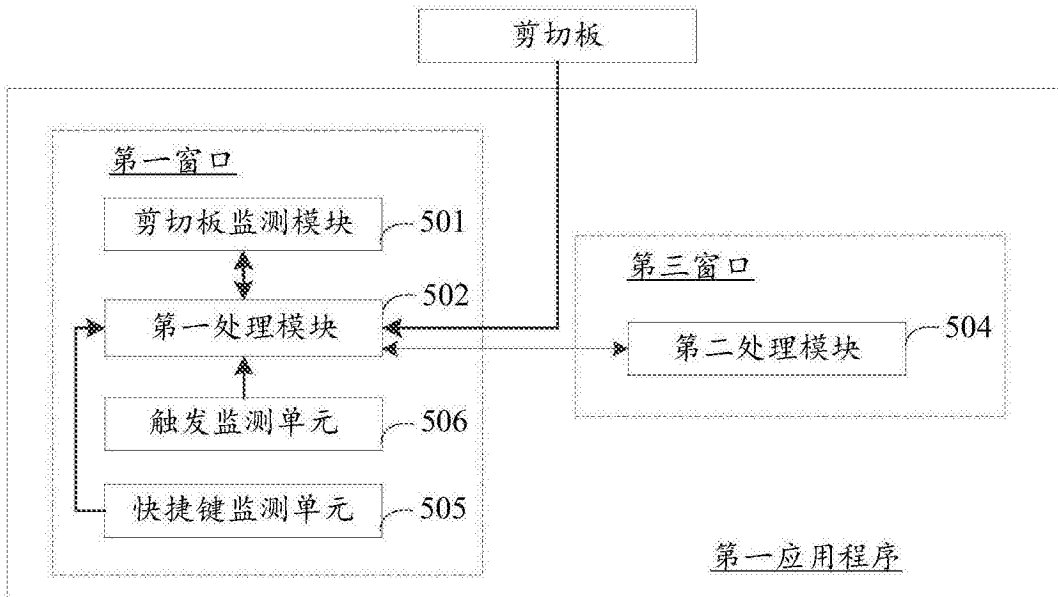 剪切板
第一窗口
剪切板监测模块
501
第一处理模块
502
触发监测单元
506
快捷键监测单元
505
第三窗口
第二处理模块
504
第一应用程序